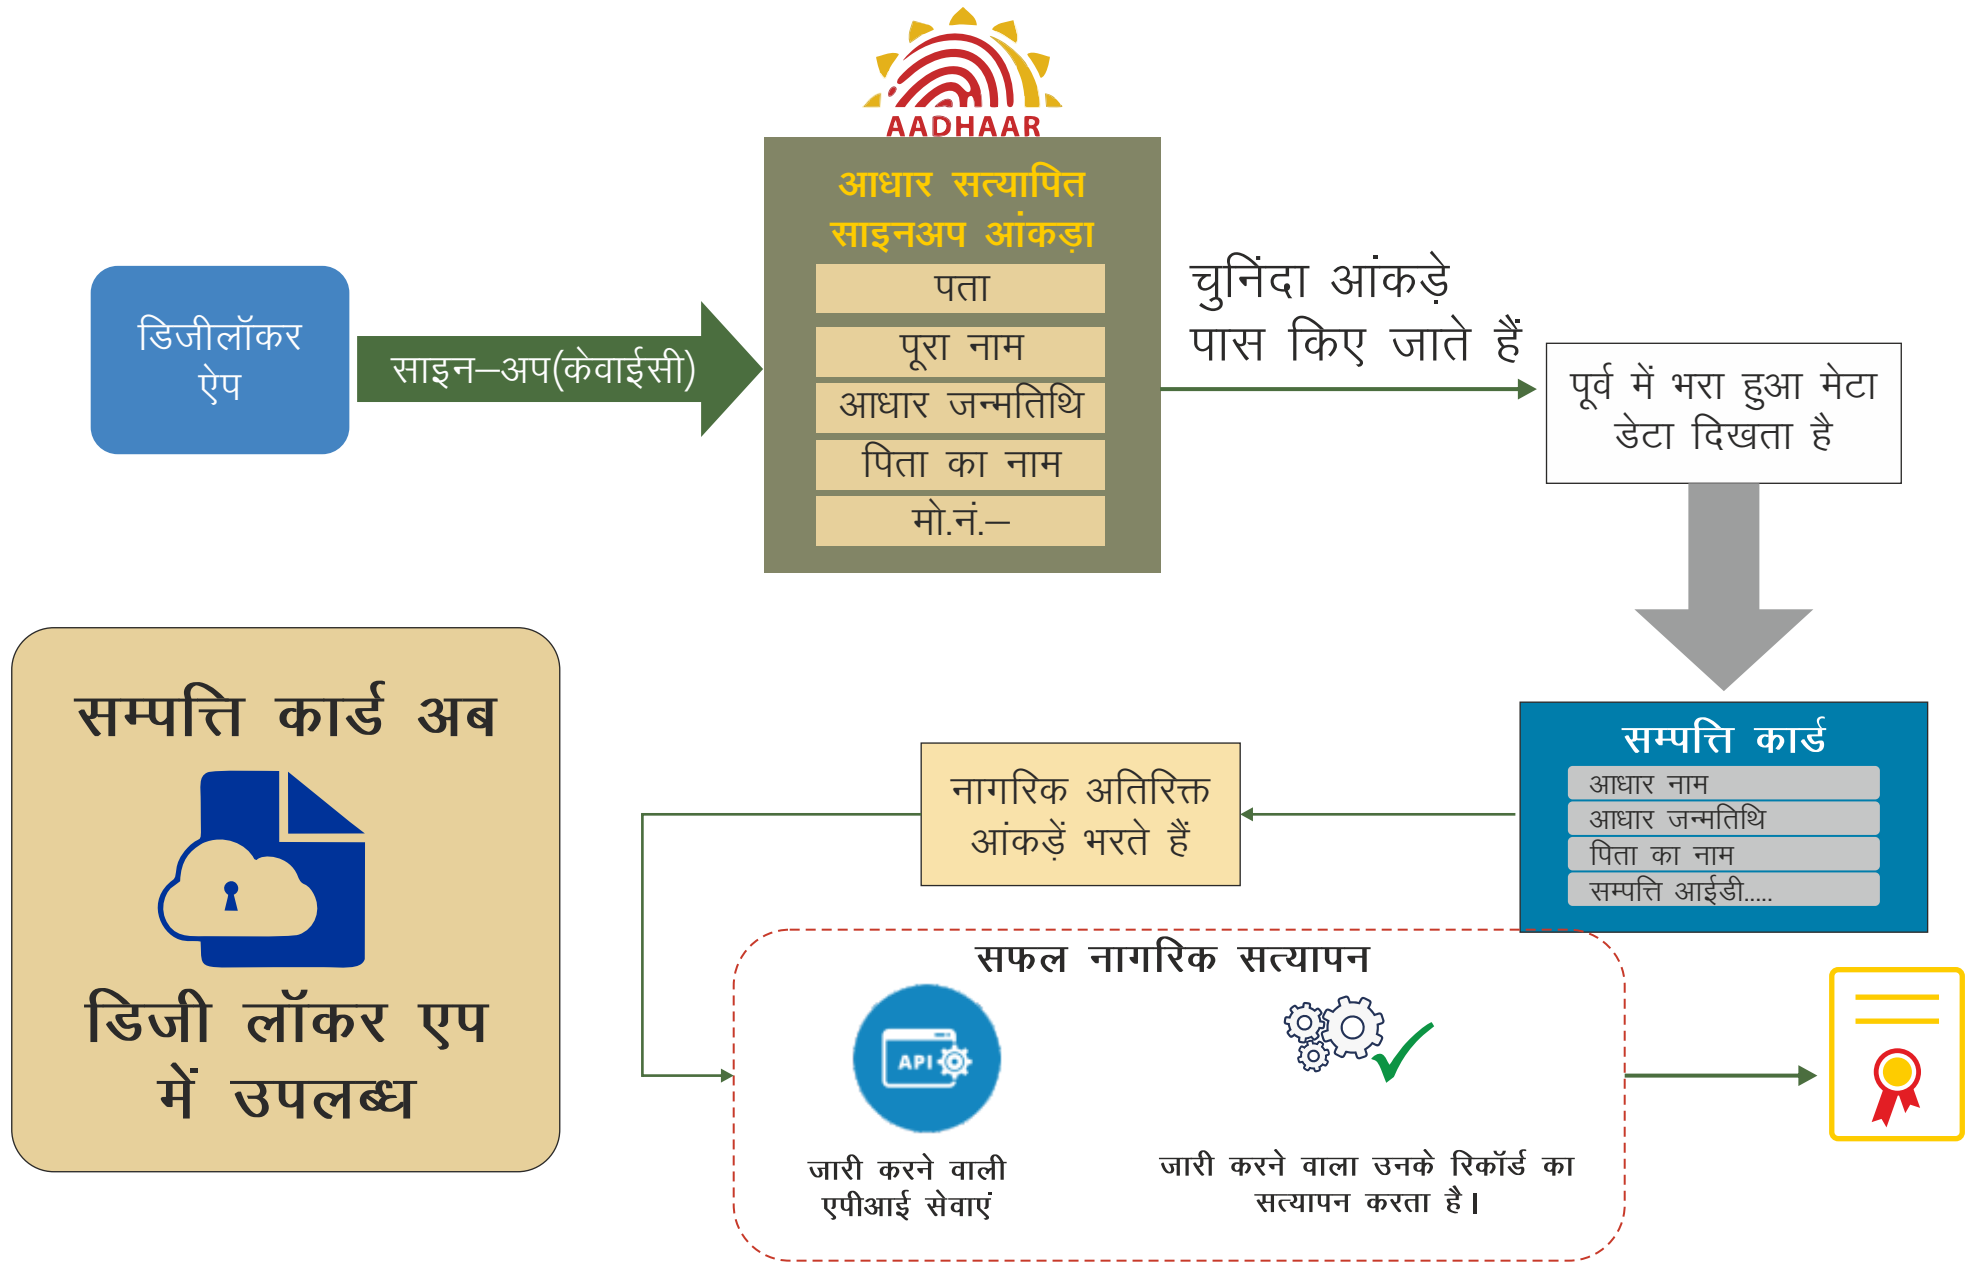 AADHAAR
आधार सत्यापित
साइनअप आंकड़ा
पता
पूरा नाम
आधार जन्मतिथि
पिता का नाम
मो.नं.–
डिजीलॉकर
ऐप
साइन–अप(केवाईसी)
चुनिंदा आंकड़े
पास किए जाते हैं
पूर्व में भरा हुआ मेटा
डेटा दिखता है
सम्पत्ति कार्ड
आधार नाम
आधार जन्मतिथि
पिता का नाम
सम्पत्ति आईडी.....
नागरिक अतिरिक्त
आंकड़ें भरते हैं
सम्पत्ति कार्ड अब
डिजी लॉकर एप
में उपलब्ध
सफल नागरिक सत्यापन
API
जारी करने वाली
एपीआई सेवाएं
जारी करने वाला उनके रिकॉर्ड का
सत्यापन करता है।